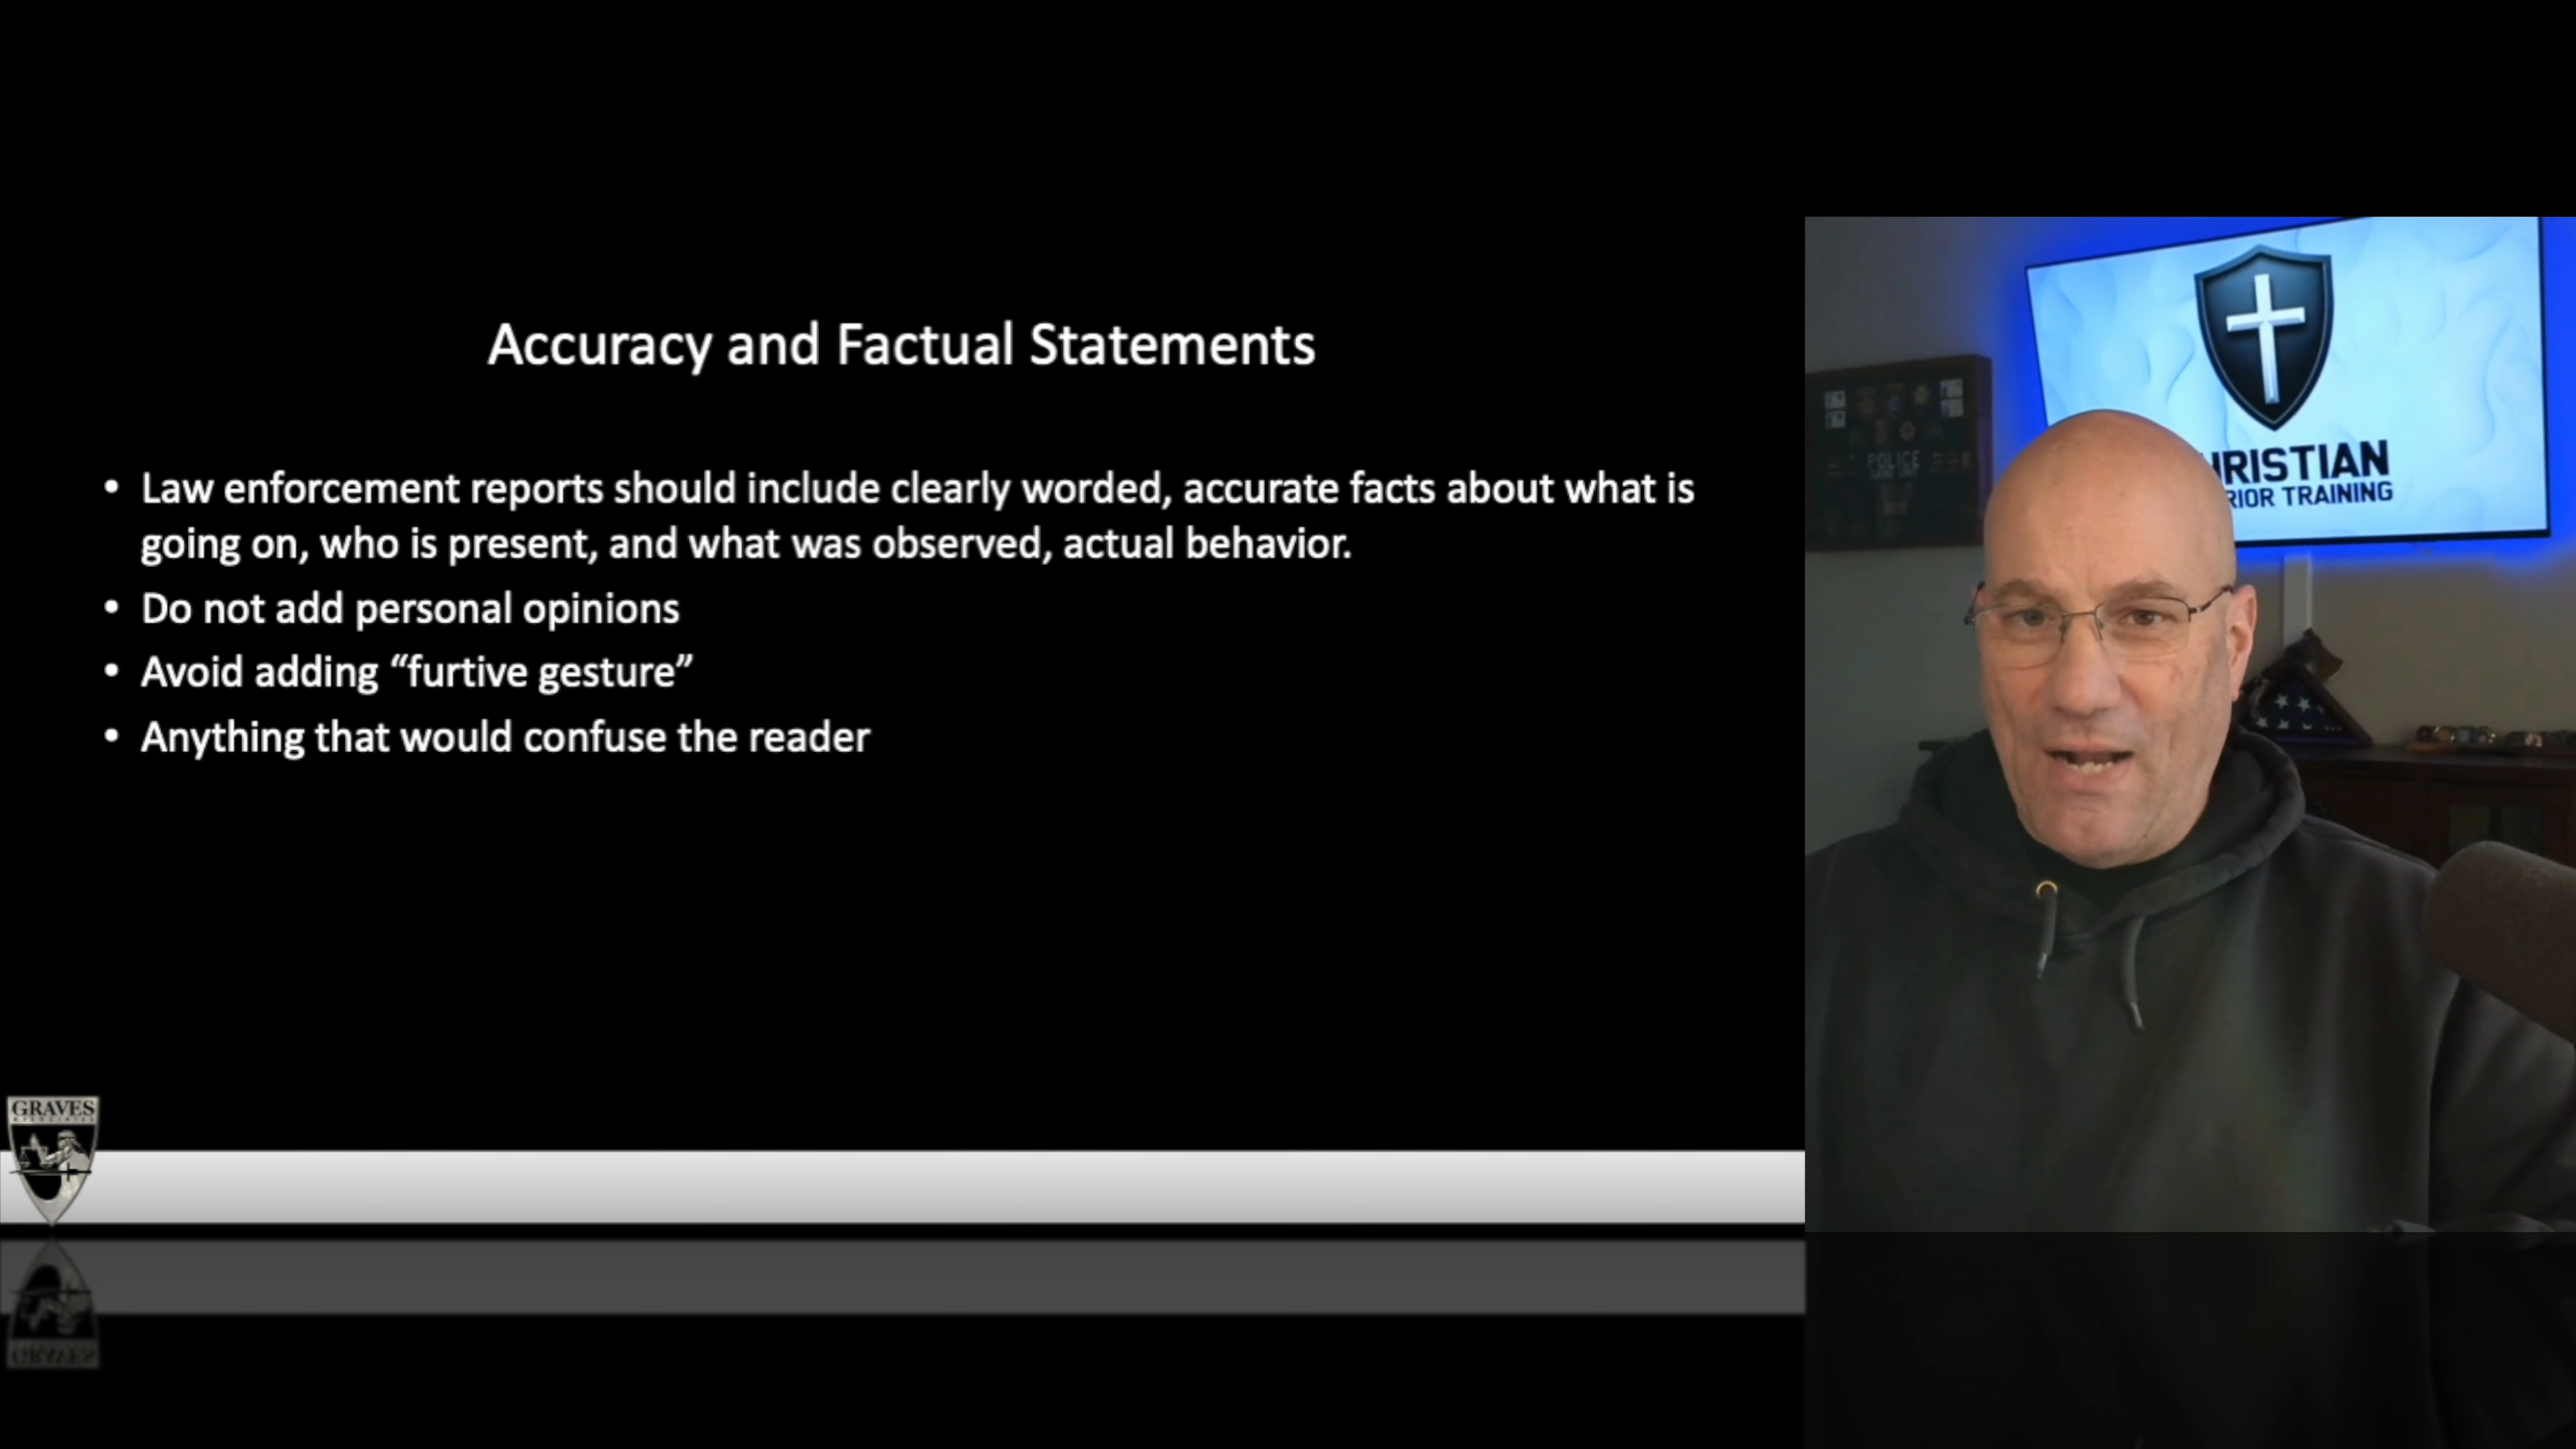 Accuracy and Factual Statements
• Law enforcement reports should include clearly worded, accurate facts about what is
going on, who is present, and what was observed, actual behavior.
• Do not add personal opinions
• Avoid adding “furtive gesture”
• Anything that would confuse the reader
GRAVES
POLICE
RISTIAN
RIOR TRAINING